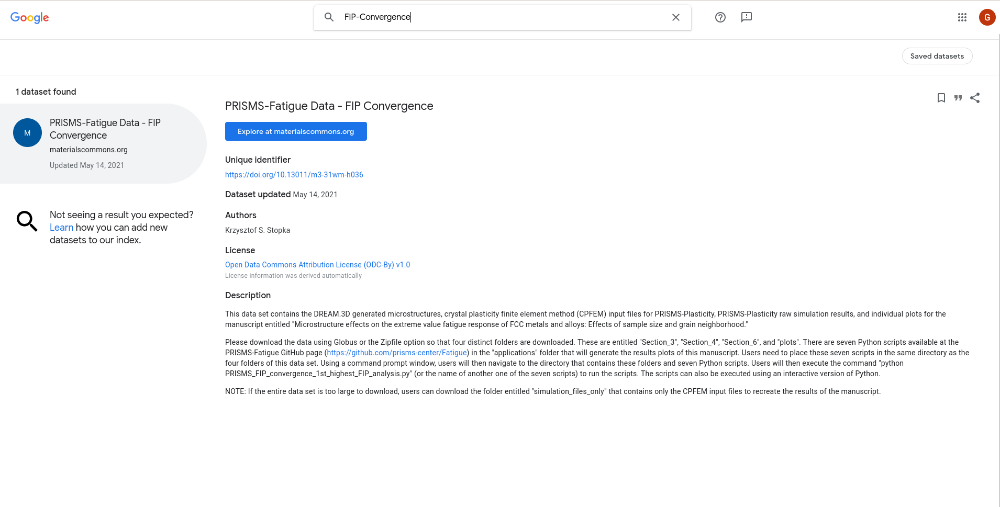 Google
FIP-Convergence
G
Saved datasets
1 dataset found
M
PRISMS-Fatigue Data - FIP
Convergence
materialscommons.org
Updated May 14, 2021
Not seeing a result you expected?
Learn how you can add new
datasets to our index.
PRISMS-Fatigue Data - FIP Convergence
Explore at materialscommons.org
Unique identifier
https://doi.org/10.13011/m3-31wm-h036
Dataset updated May 14, 2021
Authors
Krzysztof S. Stopka
License
Open Data Commons Attribution License (ODC-By) v1.0
License information was derived automatically
Description
This data set contains the DREAM.3D generated microstructures, crystal plasticity finite element method (CPFEM) input files for PRISMS-Plasticity, PRISMS-Plasticity raw simulation results, and individual plots for the
manuscript entitled "Microstructure effects on the extreme value fatigue response of FCC metals and alloys: Effects of sample size and grain neighborhood."
Please download the data using Globus or the Zipfile option so that four distinct folders are downloaded. These are entitled "Section_3", "Section_4", "Section_6", and "plots". There are seven Python scripts available at the
PRISMS-Fatigue GitHub page (https://github.com/prisms-center/Fatigue) in the "applications" folder that will generate the results plots of this manuscript. Users need to place these seven scripts in the same directory as the
four folders of this data set. Using a command prompt window, users will then navigate to the directory that contains these folders and seven Python scripts. Users will then execute the command "python
PRISMS_FIP_convergence_1st_highest_FIP_analysis.py" (or the name of another one of the seven scripts) to run the scripts. The scripts can also be executed using an interactive version of Python.
NOTE: If the entire data set is too large to download, users can download the folder entitled "simulation_files_only" that contains only the CPFEM input files to recreate the results of the manuscript.